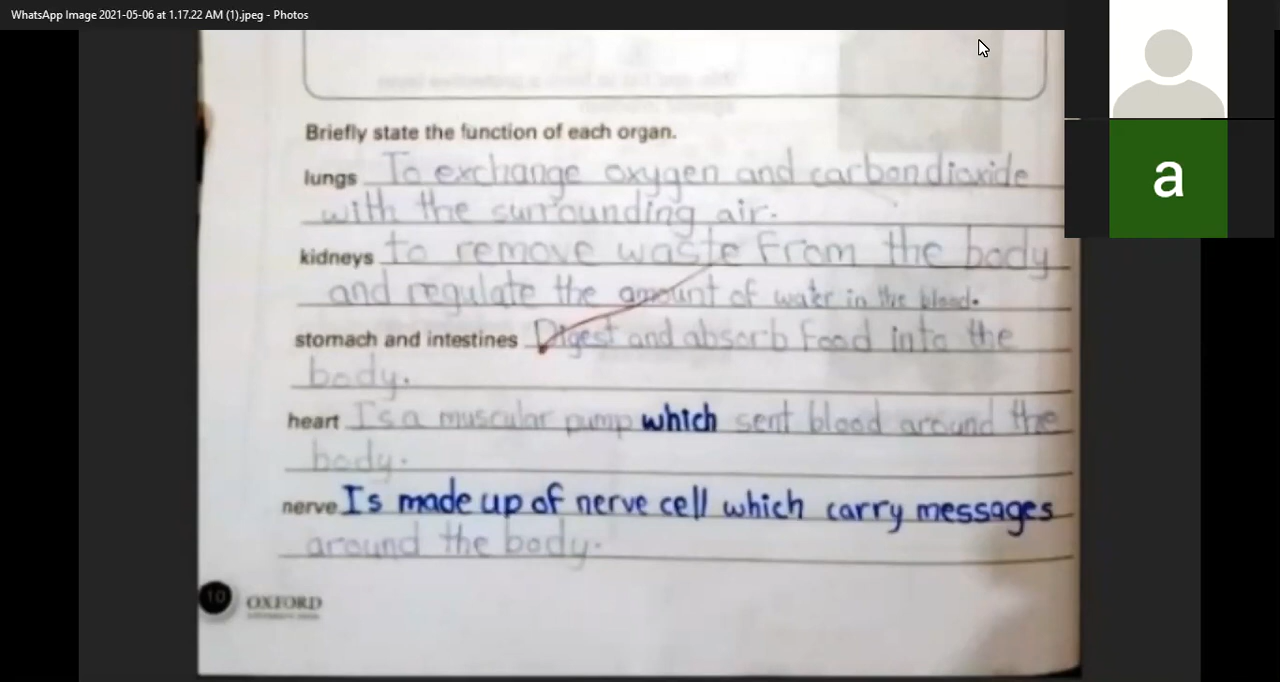 WhatsApp Image 2021-05-06 at 1.17.22 AM (1).jpeg - Photos
Briefly state the function of each organ.
lungs To exchange oxygen and carbondioxide
with the surrounding air.
kidneys to remove waste from the body
and regulate the amount of water in the blood.
stomach and intestines Digest and absorb food into the
body.
heart Is a muscular pump which sent blood around the
body.
nerve Is made up of nerve cell which carry messages
around the body.
10 OXFORD
a